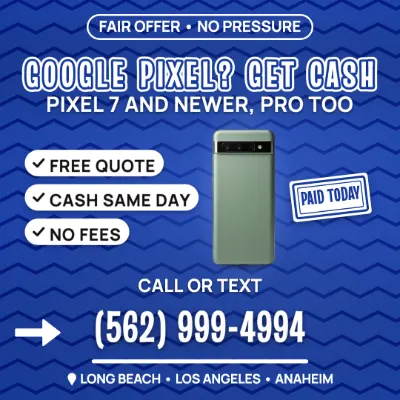 FAIR OFFER • NO PRESSURE
GOOGLE PIXEL? GET CASH
PIXEL 7 AND NEWER, PRO TOO
FREE QUOTE
CASH SAME DAY
NO FEES
PAID TODAY
CALL OR TEXT
(562) 999-4994
LONG BEACH • LOS ANGELES • ANAHEIM